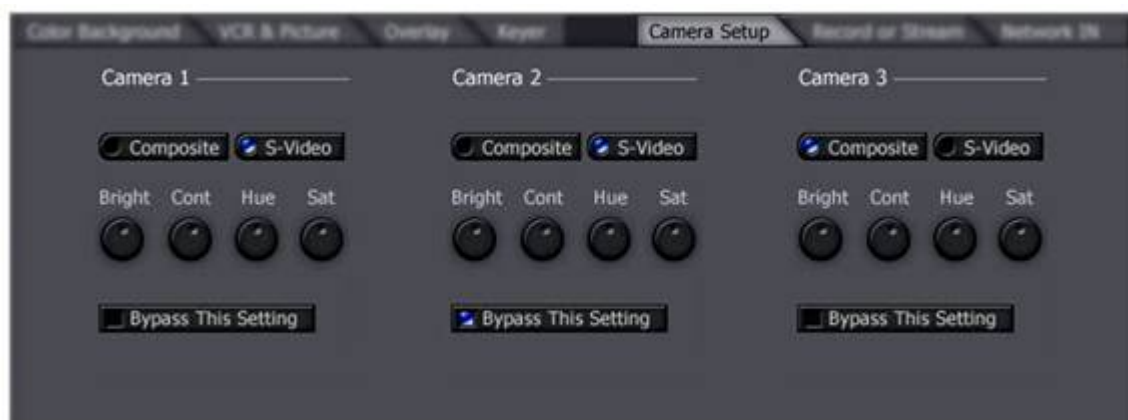 Color Background VCR & Picture Overlay Keyer Camera Setup Record or Stream Network IN
Camera 1 Camera 2 Camera 3
Composite S-Video Composite S-Video Composite S-Video
Bright Cont Hue Sat Bright Cont Hue Sat Bright Cont Hue Sat
Bypass This Setting Bypass This Setting Bypass This Setting